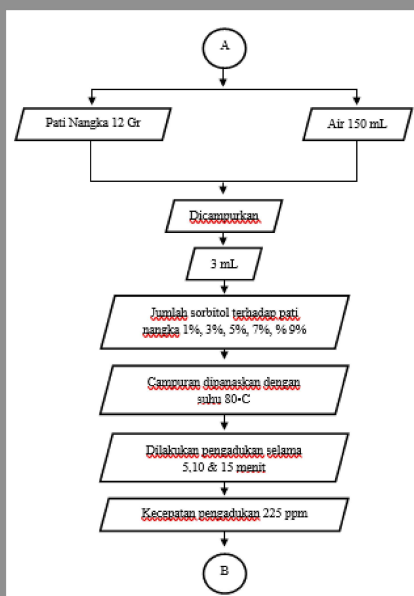 A
Pati Nangka 12 Gr
Air 150 mL
Dicampurkan
3 mL
Jumlah sorbitol terhadap pati
nangka 1%, 3%, 5%, 7%, % 9%
Campuran dipanaskan dengan
suhu 80∘C
Dilakukan pengadukan selama
5,10 & 15 menit
Kecepatan pengadukan 225 ppm
B